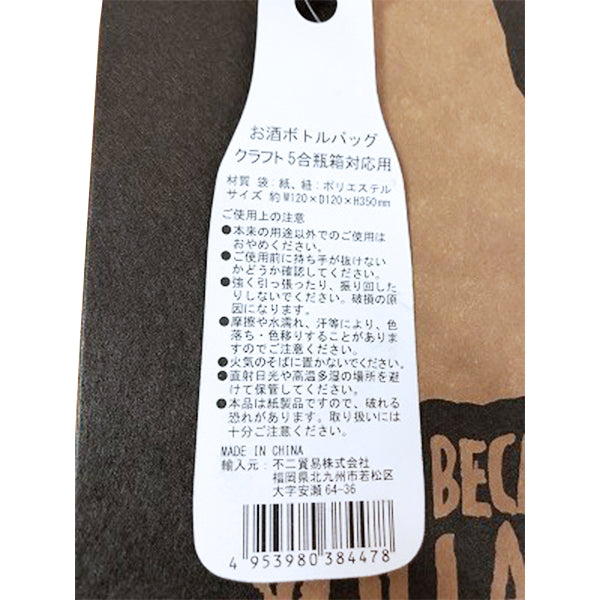 お酒ボトルバッグ
クラフト 5合瓶箱対応用
材質 袋:紙、紐:ポリエステル
サイズ 約W120×D120×H350mm
ご使用上の注意
●本来の用途以外でのご使用は
おやめください。
●ご使用前に持ち手が抜けない
かどうか確認してください。
●強く引っ張ったり、振り回した
りしないでください。破損の原
因になります。
●摩擦や水濡れ、汗等により、色
落ち・色移りすることがありま
すのでご注意ください。
●火気のそばに置かないでください。
●直射日光や高温多湿の場所を避
けて保管してください。
●本品は紙製品ですので、破れる
恐れがあります。取り扱いには
十分ご注意ください。
MADE IN CHINA
輸入元: 不二貿易株式会社
福岡県北九州市若松区
大字安瀬 64-36
4 953980 384478
BECA